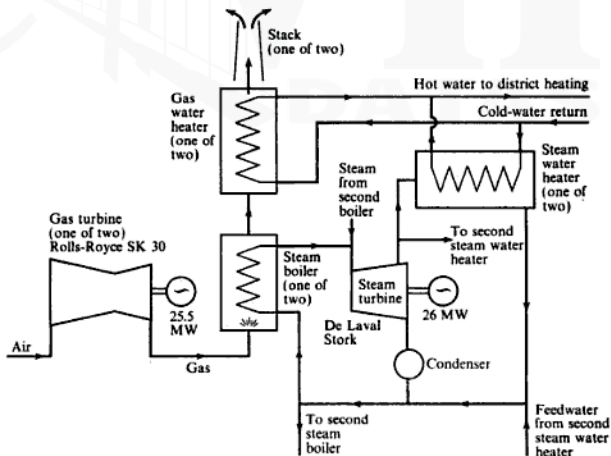 Stack
(one of two)
Gas
water
heater
(one of
two)
Hot water to district heating
Cold-water return
Steam
water
heater
(one of
two)
Steam
from
second
boiler
Gas turbine
(one of two)
Rolls-Royce SK 30
Steam
boiler
(one of
two)
To second
steam water
heater
Steam
turbine
25.5
MW
26 MW
De Laval
Stork
Air
Gas
Condenser
To second
steam
boiler
Feedwater
from second
steam water
heater